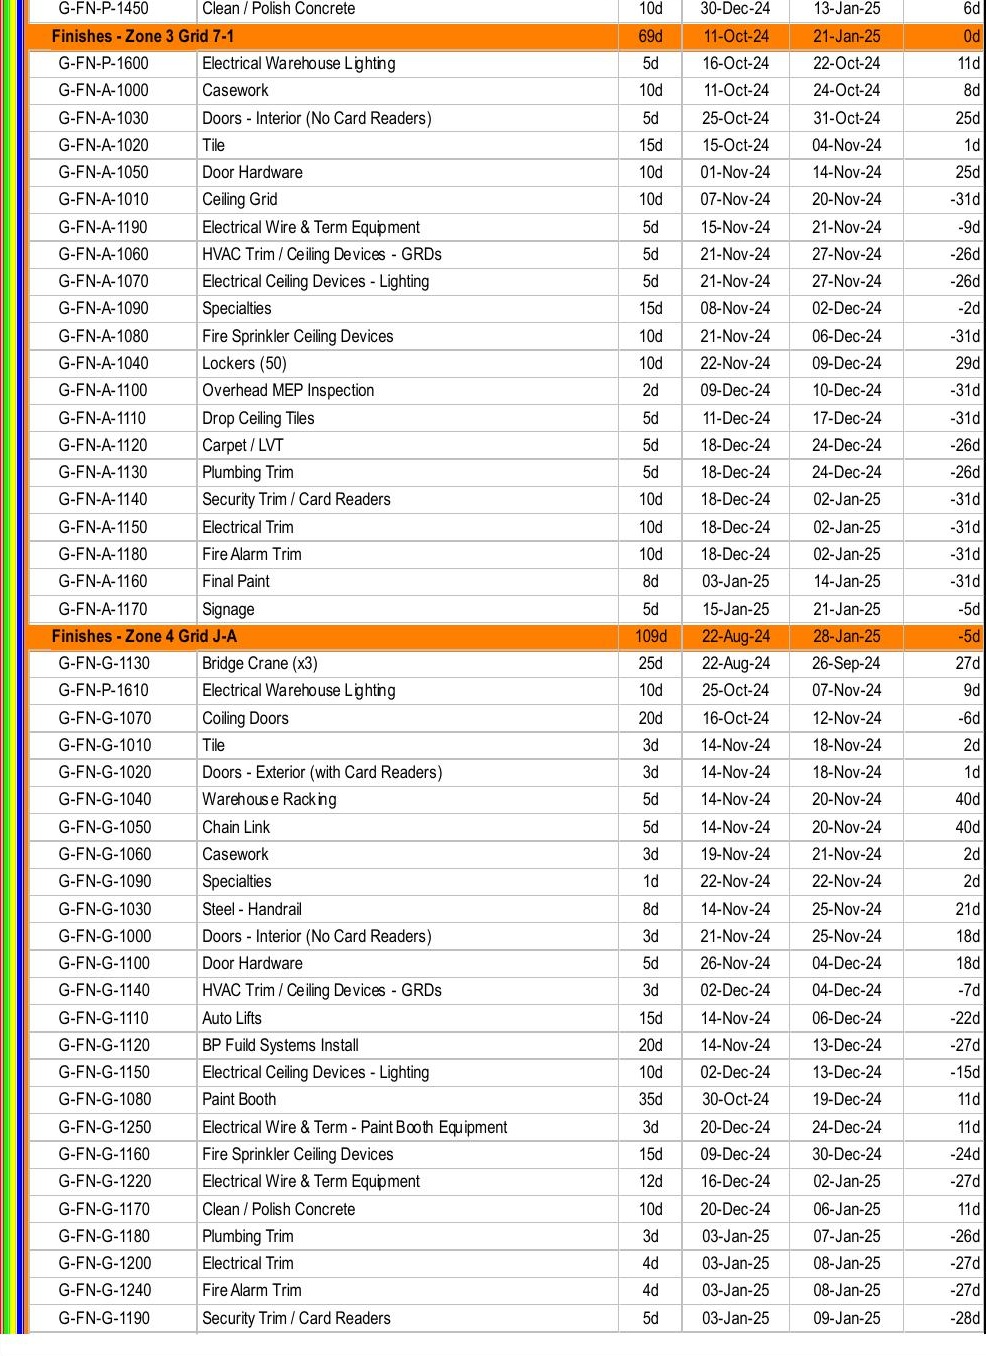 G-FN-P-1450 Clean / Polish Concrete 10d 30-Dec-24 13-Jan-25 6d
Finishes - Zone 3 Grid 7-1 69d 11-Oct-24 21-Jan-25 0d
G-FN-P-1600 Electrical Warehouse Lighting 5d 16-Oct-24 22-Oct-24 11d
G-FN-A-1000 Casework 10d 11-Oct-24 24-Oct-24 8d
G-FN-A-1030 Doors - Interior (No Card Readers) 5d 25-Oct-24 31-Oct-24 25d
G-FN-A-1020 Tile 15d 15-Oct-24 04-Nov-24 1d
G-FN-A-1050 Door Hardware 10d 01-Nov-24 14-Nov-24 25d
G-FN-A-1010 Ceiling Grid 10d 07-Nov-24 20-Nov-24 -31d
G-FN-A-1190 Electrical Wire & Term Equipment 5d 15-Nov-24 21-Nov-24 -9d
G-FN-A-1060 HVAC Trim / Ceiling Devices - GRDs 5d 21-Nov-24 27-Nov-24 -26d
G-FN-A-1070 Electrical Ceiling Devices - Lighting 5d 21-Nov-24 27-Nov-24 -26d
G-FN-A-1090 Specialties 15d 08-Nov-24 02-Dec-24 -2d
G-FN-A-1080 Fire Sprinkler Ceiling Devices 10d 21-Nov-24 06-Dec-24 -31d
G-FN-A-1040 Lockers (50) 10d 22-Nov-24 09-Dec-24 29d
G-FN-A-1100 Overhead MEP Inspection 2d 09-Dec-24 10-Dec-24 -31d
G-FN-A-1110 Drop Ceiling Tiles 5d 11-Dec-24 17-Dec-24 -31d
G-FN-A-1120 Carpet / LVT 5d 18-Dec-24 24-Dec-24 -26d
G-FN-A-1130 Plumbing Trim 5d 18-Dec-24 24-Dec-24 -26d
G-FN-A-1140 Security Trim / Card Readers 10d 18-Dec-24 02-Jan-25 -31d
G-FN-A-1150 Electrical Trim 10d 18-Dec-24 02-Jan-25 -31d
G-FN-A-1180 Fire Alarm Trim 10d 18-Dec-24 02-Jan-25 -31d
G-FN-A-1160 Final Paint 8d 03-Jan-25 14-Jan-25 -31d
G-FN-A-1170 Signage 5d 15-Jan-25 21-Jan-25 -5d
Finishes - Zone 4 Grid J-A 109d 22-Aug-24 28-Jan-25 -5d
G-FN-G-1130 Bridge Crane (x3) 25d 22-Aug-24 26-Sep-24 27d
G-FN-P-1610 Electrical Warehouse Lighting 10d 25-Oct-24 07-Nov-24 9d
G-FN-G-1070 Coiling Doors 20d 16-Oct-24 12-Nov-24 -6d
G-FN-G-1010 Tile 3d 14-Nov-24 18-Nov-24 2d
G-FN-G-1020 Doors - Exterior (with Card Readers) 3d 14-Nov-24 18-Nov-24 1d
G-FN-G-1040 Warehouse Racking 5d 14-Nov-24 20-Nov-24 40d
G-FN-G-1050 Chain Link 5d 14-Nov-24 20-Nov-24 40d
G-FN-G-1060 Casework 3d 19-Nov-24 21-Nov-24 2d
G-FN-G-1090 Specialties 1d 22-Nov-24 22-Nov-24 2d
G-FN-G-1030 Steel - Handrail 8d 14-Nov-24 25-Nov-24 21d
G-FN-G-1000 Doors - Interior (No Card Readers) 3d 21-Nov-24 25-Nov-24 18d
G-FN-G-1100 Door Hardware 5d 26-Nov-24 04-Dec-24 18d
G-FN-G-1140 HVAC Trim / Ceiling Devices - GRDs 3d 02-Dec-24 04-Dec-24 -7d
G-FN-G-1110 Auto Lifts 15d 14-Nov-24 06-Dec-24 -22d
G-FN-G-1120 BP Fuild Systems Install 20d 14-Nov-24 13-Dec-24 -27d
G-FN-G-1150 Electrical Ceiling Devices - Lighting 10d 02-Dec-24 13-Dec-24 -15d
G-FN-G-1080 Paint Booth 35d 30-Oct-24 19-Dec-24 11d
G-FN-G-1250 Electrical Wire & Term - Paint Booth Equipment 3d 20-Dec-24 24-Dec-24 11d
G-FN-G-1160 Fire Sprinkler Ceiling Devices 15d 09-Dec-24 30-Dec-24 -24d
G-FN-G-1220 Electrical Wire & Term Equipment 12d 16-Dec-24 02-Jan-25 -27d
G-FN-G-1170 Clean / Polish Concrete 10d 20-Dec-24 06-Jan-25 11d
G-FN-G-1180 Plumbing Trim 3d 03-Jan-25 07-Jan-25 -26d
G-FN-G-1200 Electrical Trim 4d 03-Jan-25 08-Jan-25 -27d
G-FN-G-1240 Fire Alarm Trim 4d 03-Jan-25 08-Jan-25 -27d
G-FN-G-1190 Security Trim / Card Readers 5d 03-Jan-25 09-Jan-25 -28d